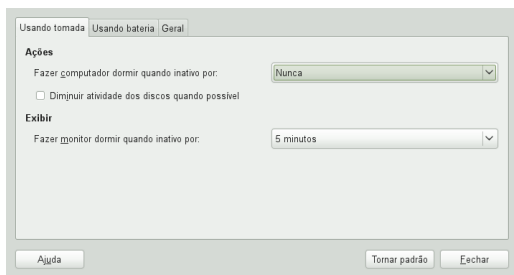 Usando tomada Usando bateria Geral
Ações
Fazer computador dormir quando inativo por: Nunca
Diminuir atividade dos discos quando possível
Exibir
Fazer monitor dormir quando inativo por: 5 minutos
Ajuda Tornar padrão Fechar